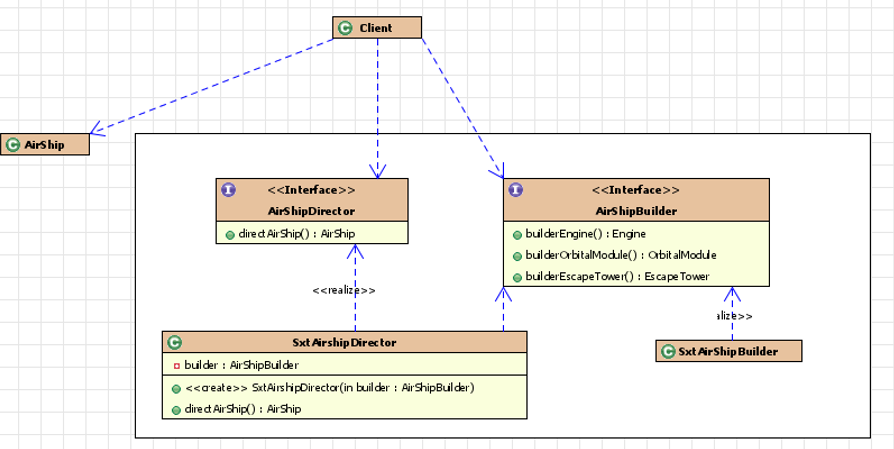 Client
AirShip
<<Interface>>
AirShipDirector
directAirShip() : AirShip
<<Interface>>
AirShipBuilder
builderEngine() : Engine
builderOrbitalModule() : OrbitalModule
builderEscapeTower() : EscapeTower
<<realize>>
alize>>
SxtAirshipDirector
builder : AirShipBuilder
<<create>> SxtAirshipDirector(in builder : AirShipBuilder)
directAirShip() : AirShip
SxtAirShipBuilder